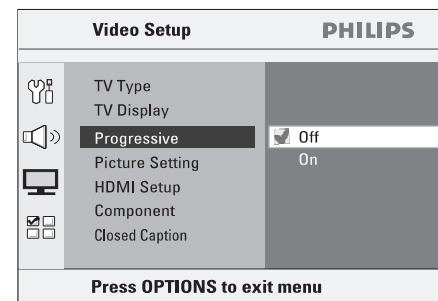 Video Setup PHILIPS
TV Type
TV Display
Progressive Off
Picture Setting On
HDMI Setup
Component
Closed Caption
Press OPTIONS to exit menu